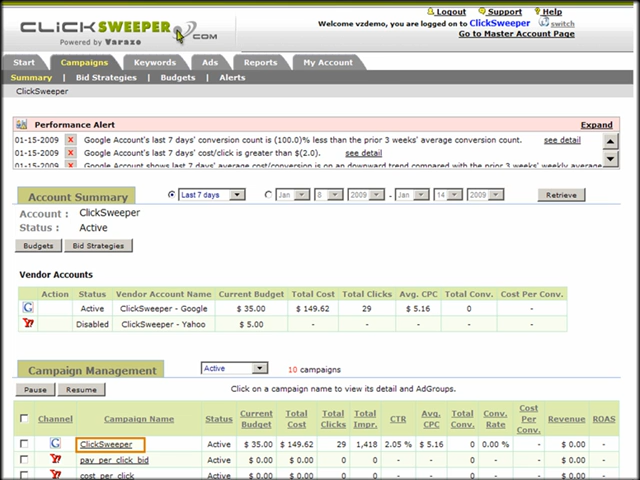 Logout Support Help
CLICKSWEEPER.COM
Powered by Varazo
Welcome vzdemo, you are logged on to ClickSweeper switch
Go to Master Account Page
Start Campaigns Keywords Ads Reports My Account
Summary | Bid Strategies | Budgets | Alerts
ClickSweeper
Performance Alert Expand
01-15-2009 x Google Account's last 7 days' conversion count is (100.0)% less than the prior 3 weeks' average conversion count. see detail
01-15-2009 x Google Account's last 7 days' cost/click is greater than $(2.0). see detail
01-15-2009 x Google Account shows last 7 days' average cost/conversion is on an downward trend compared with the prior 3 weeks' weekly average
Account Summary Last 7 days Jan 8 2009 - Jan 14 2009 Retrieve
Account : ClickSweeper
Status : Active
Budgets Bid Strategies
Vendor Accounts
Action Status Vendor Account Name Current Budget Total Cost Total Clicks Avg. CPC Total Conv. Cost Per Conv.
G Active ClickSweeper - Google $ 35.00 $ 149.62 29 $ 5.16 0 -
Y! Disabled ClickSweeper - Yahoo $ 5.00 - - - - -
Campaign Management Active 10 campaigns
Pause Resume Click on a campaign name to view its detail and AdGroups.
Channel Campaign Name Status Current Budget Total Cost Total Clicks Total Impr. CTR Avg. CPC Total Conv. Conv. Rate Cost Per Conv. Revenue ROAS
G ClickSweeper Active $ 35.00 $ 149.62 29 1,418 2.05 % $ 5.16 0 0.00 % - $ 0.00 -
Y! pay_per_click_bid Active $ 0.00 $ 0.00 0 0 - - 0 - - $ 0.00 -
Y! cost_per_click Active $ 0.00 $ 0.00 0 0 - - 0 - - $ 0.00 -